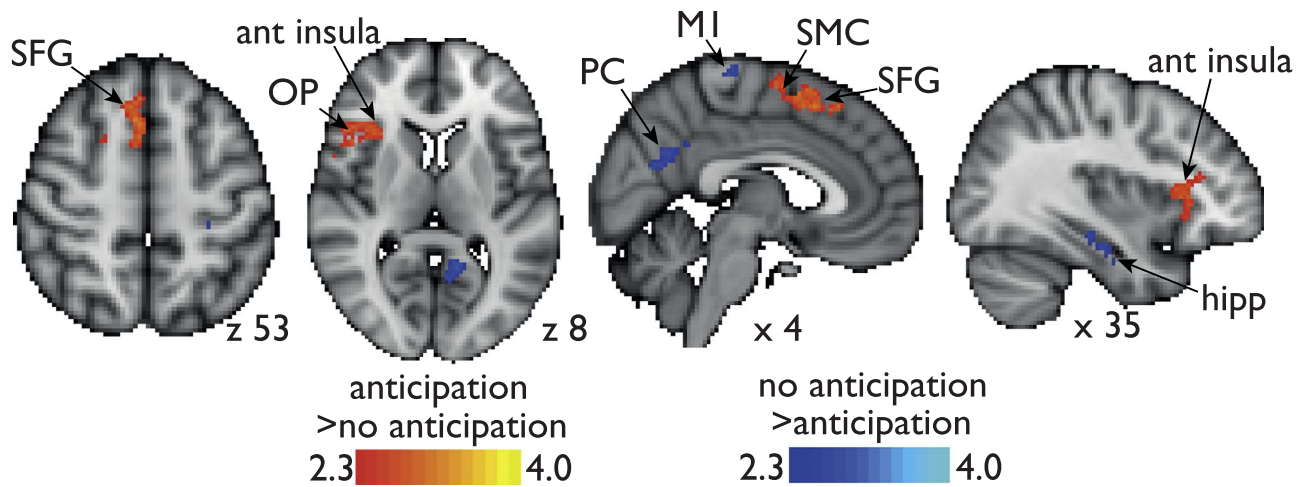 SFG
ant insula
OP
z 53
z 8
M1
SMC
PC
SFG
x 4
ant insula
hipp
x 35
anticipation
>no anticipation
2.3 4.0
no anticipation
>anticipation
2.3 4.0